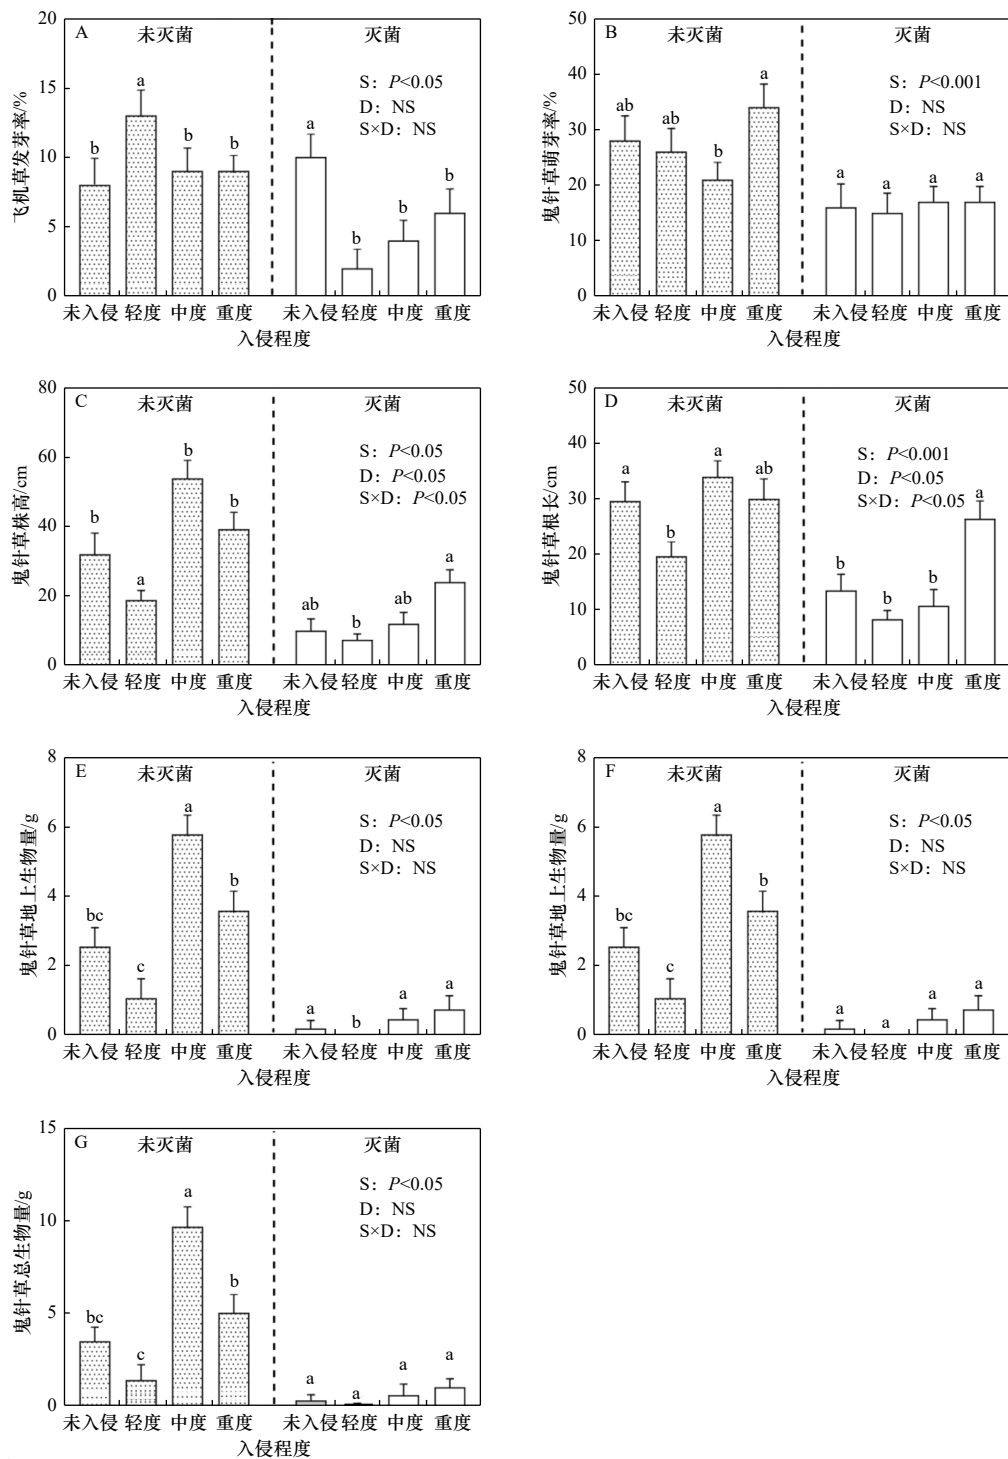 A
未灭菌
灭菌
S：P<0.05
D：NS
S×D：NS
飞机草发芽率/%
20
15
10
5
0
b
a
b
b
a
b
b
b
未入侵 轻度 中度 重度 未入侵 轻度 中度 重度
入侵程度
B
未灭菌
灭菌
S：P<0.001
D：NS
S×D：NS
鬼针草萌芽率/%
50
40
30
20
10
0
ab
ab
b
a
a
a
a
a
未入侵 轻度 中度 重度 未入侵 轻度 中度 重度
入侵程度
C
未灭菌
灭菌
S：P<0.05
D：P<0.05
S×D：P<0.05
鬼针草株高/cm
80
60
40
20
0
b
a
b
b
ab
b
ab
a
未入侵 轻度 中度 重度 未入侵 轻度 中度 重度
入侵程度
D
未灭菌
灭菌
S：P<0.001
D：P<0.05
S×D：P<0.05
鬼针草根长/cm
50
40
30
20
10
0
a
b
a
ab
b
b
b
a
未入侵 轻度 中度 重度 未入侵 轻度 中度 重度
入侵程度
E
未灭菌
灭菌
S：P<0.05
D：NS
S×D：NS
鬼针草地上生物量/g
8
6
4
2
0
bc
c
a
b
a
b
a
a
未入侵 轻度 中度 重度 未入侵 轻度 中度 重度
入侵程度
F
未灭菌
灭菌
S：P<0.05
D：NS
S×D：NS
鬼针草地上生物量/g
8
6
4
2
0
bc
c
a
b
a
a
a
a
未入侵 轻度 中度 重度 未入侵 轻度 中度 重度
入侵程度
G
未灭菌
灭菌
S：P<0.05
D：NS
S×D：NS
鬼针草总生物量/g
15
10
5
0
bc
c
a
b
a
a
a
a
未入侵 轻度 中度 重度 未入侵 轻度 中度 重度
入侵程度